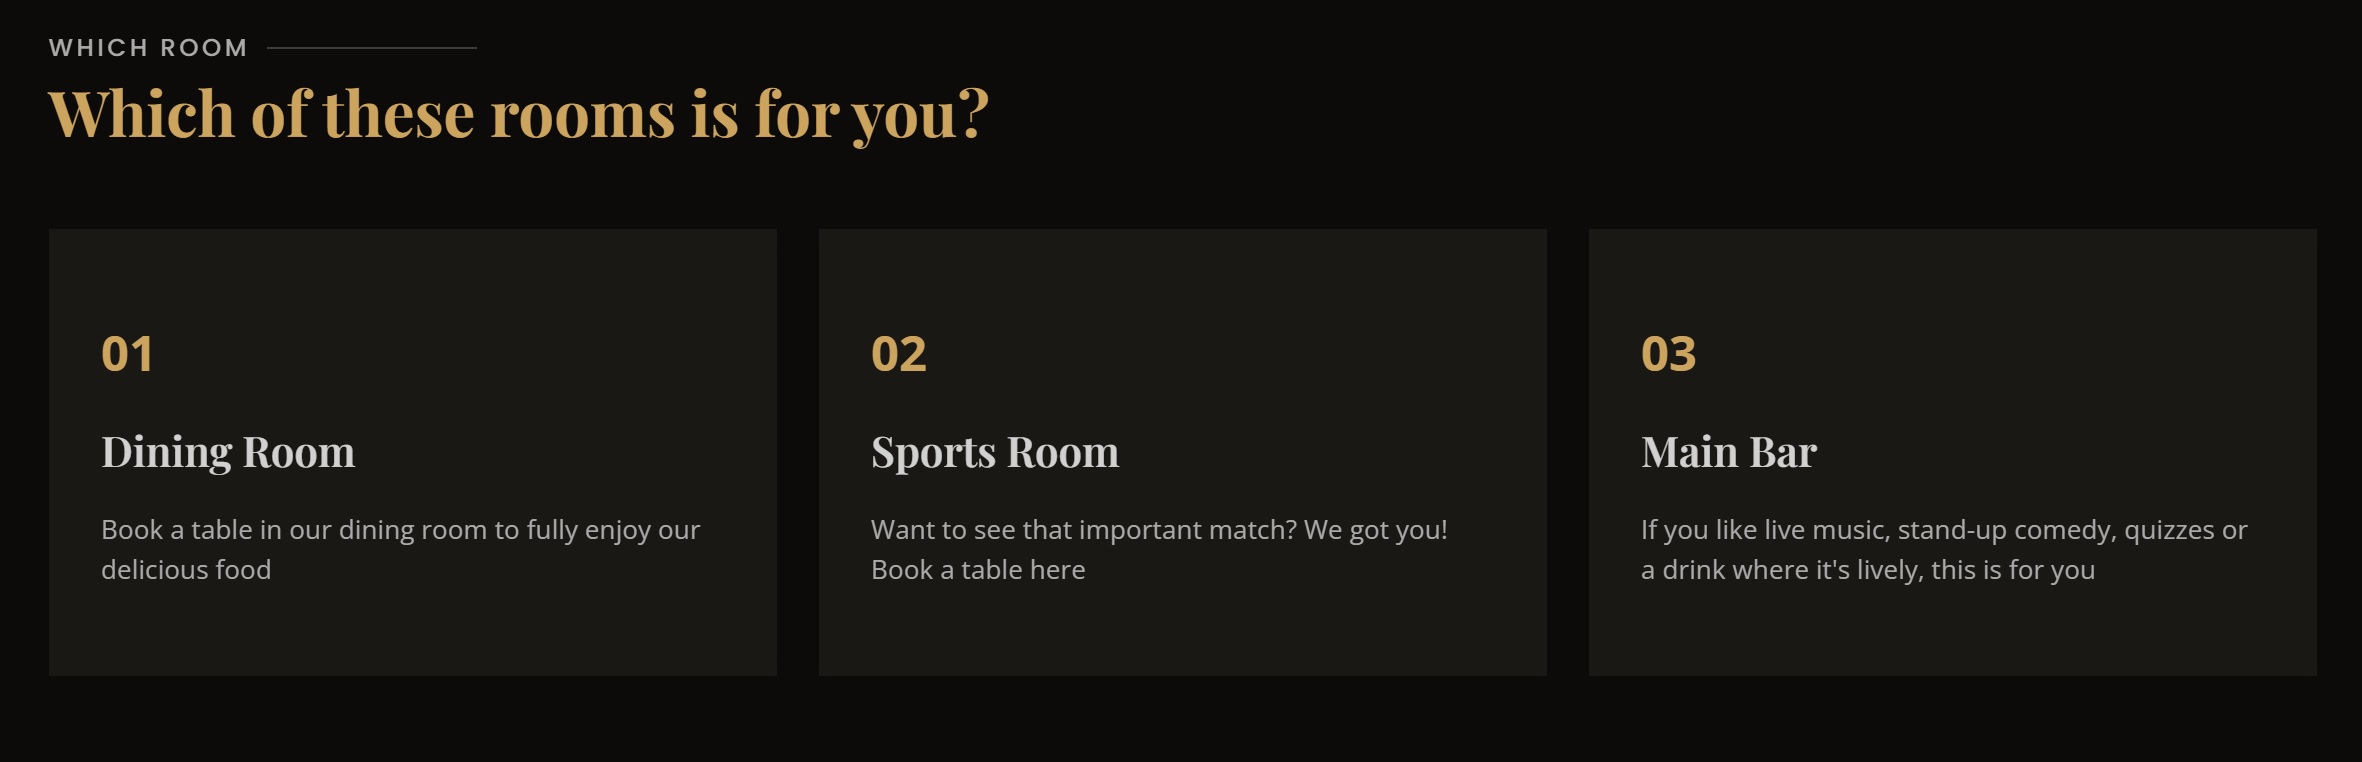 WHICH ROOM
Which of these rooms is for you?
01
Dining Room
Book a table in our dining room to fully enjoy our
delicious food
02
Sports Room
Want to see that important match? We got you!
Book a table here
03
Main Bar
If you like live music, stand-up comedy, quizzes or
a drink where it's lively, this is for you